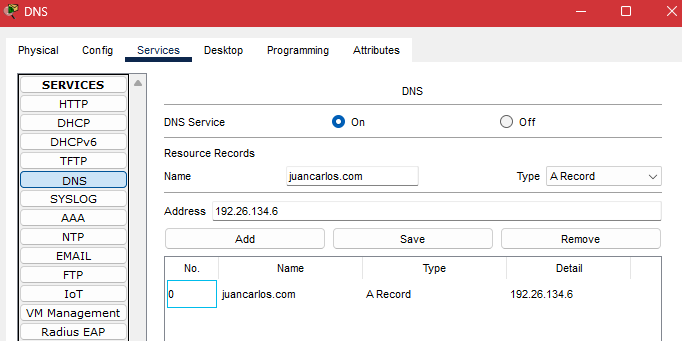 DNS
Physical Config Services Desktop Programming Attributes
SERVICES
HTTP
DHCP
DHCPv6
TFTP
DNS
SYSLOG
AAA
NTP
EMAIL
FTP
IoT
VM Management
Radius EAP
DNS
DNS Service On Off
Resource Records
Name juancarlos.com Type A Record
Address 192.26.134.6
Add Save Remove
No. Name Type Detail
0 juancarlos.com A Record 192.26.134.6